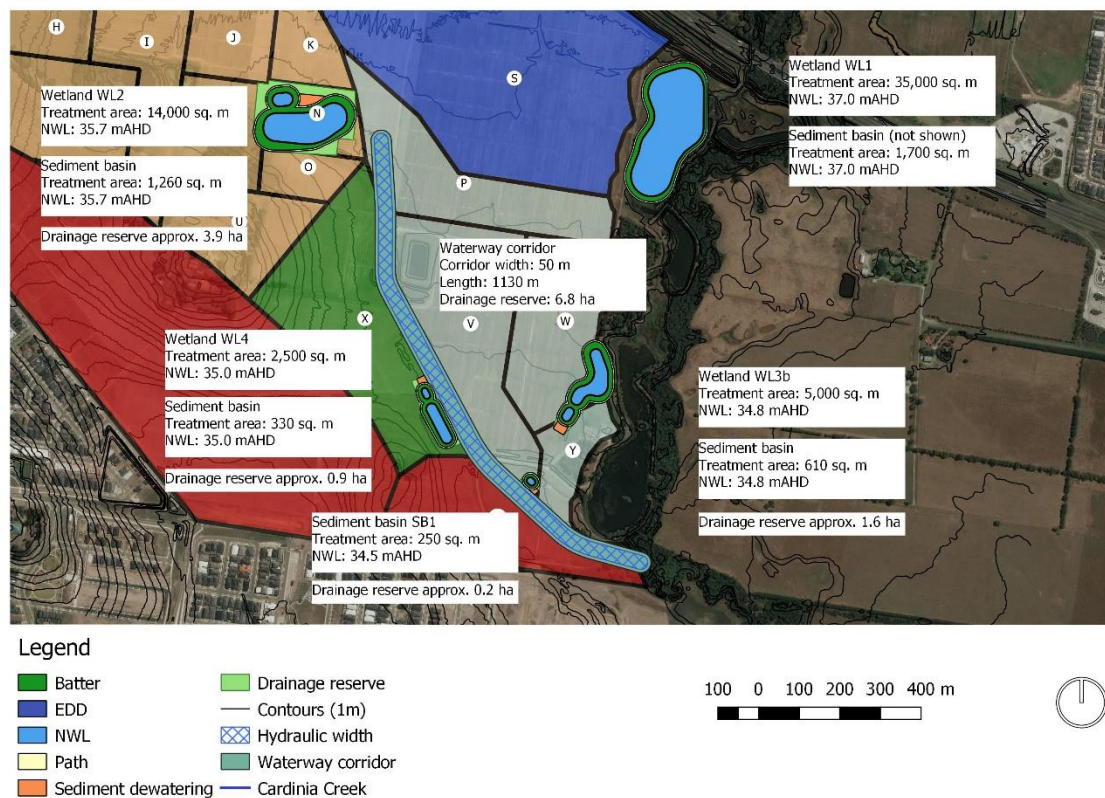 H
I
J
K
S
N
O
P
U
X
V
W
Y
Wetland WL2
Treatment area: 14,000 sq. m
NWL: 35.7 mAHD
Sediment basin
Treatment area: 1,260 sq. m
NWL: 35.7 mAHD
Drainage reserve approx. 3.9 ha
Wetland WL1
Treatment area: 35,000 sq. m
NWL: 37.0 mAHD
Sediment basin (not shown)
Treatment area: 1,700 sq. m
NWL: 37.0 mAHD
Waterway corridor
Corridor width: 50 m
Length: 1130 m
Drainage reserve: 6.8 ha
Wetland WL4
Treatment area: 2,500 sq. m
NWL: 35.0 mAHD
Sediment basin
Treatment area: 330 sq. m
NWL: 35.0 mAHD
Drainage reserve approx. 0.9 ha
Wetland WL3b
Treatment area: 5,000 sq. m
NWL: 34.8 mAHD
Sediment basin
Treatment area: 610 sq. m
NWL: 34.8 mAHD
Drainage reserve approx. 1.6 ha
Sediment basin SB1
Treatment area: 250 sq. m
NWL: 34.5 mAHD
Drainage reserve approx. 0.2 ha
Legend
Batter
EDD
NWL
Path
Sediment dewatering
Drainage reserve
Contours (1m)
Hydraulic width
Waterway corridor
Cardinia Creek
100 0 100 200 300 400 m